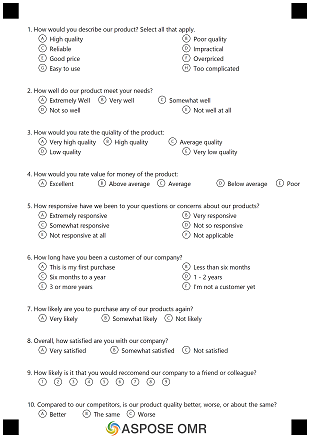 1. How would you describe our product? Select all that apply.
A High quality B Poor quality
C Reliable D Impractical
E Good price F Overpriced
G Easy to use H Too complicated
2. How well do our product meet your needs?
A Extremely Well B Very well C Somewhat well
D Not so well E Not well at all
3. How would you rate the quality of the product:
A Very high quality B High quality C Average quality
D Low quality E Very low quality
4. How would you rate value for money of the product:
A Excellent B Above average C Average D Below average E Poor
5. How responsive have we been to your questions or concerns about our products?
A Extremely responsive B Very responsive
C Somewhat responsive D Not so responsive
E Not responsive at all F Not applicable
6. How long have you been a customer of our company?
A This is my first purchase B Less than six months
C Six months to a year D 1 - 2 years
E 3 or more years F I'm not a customer yet
7. How likely are you to purchase any of our products again?
A Very likely B Somewhat likely C Not likely
8. Overall, how satisfied are you with our company?
A Very satisfied B Somewhat satisfied C Not satisfied
9. How likely is it that you would reccomend our company to a friend or colleague?
1 2 3 4 5 6 7 8 9
10. Compared to our competitors, is our product quality better, worse, or about the same?
A Better B The same C Worse
ASPOSE OMR